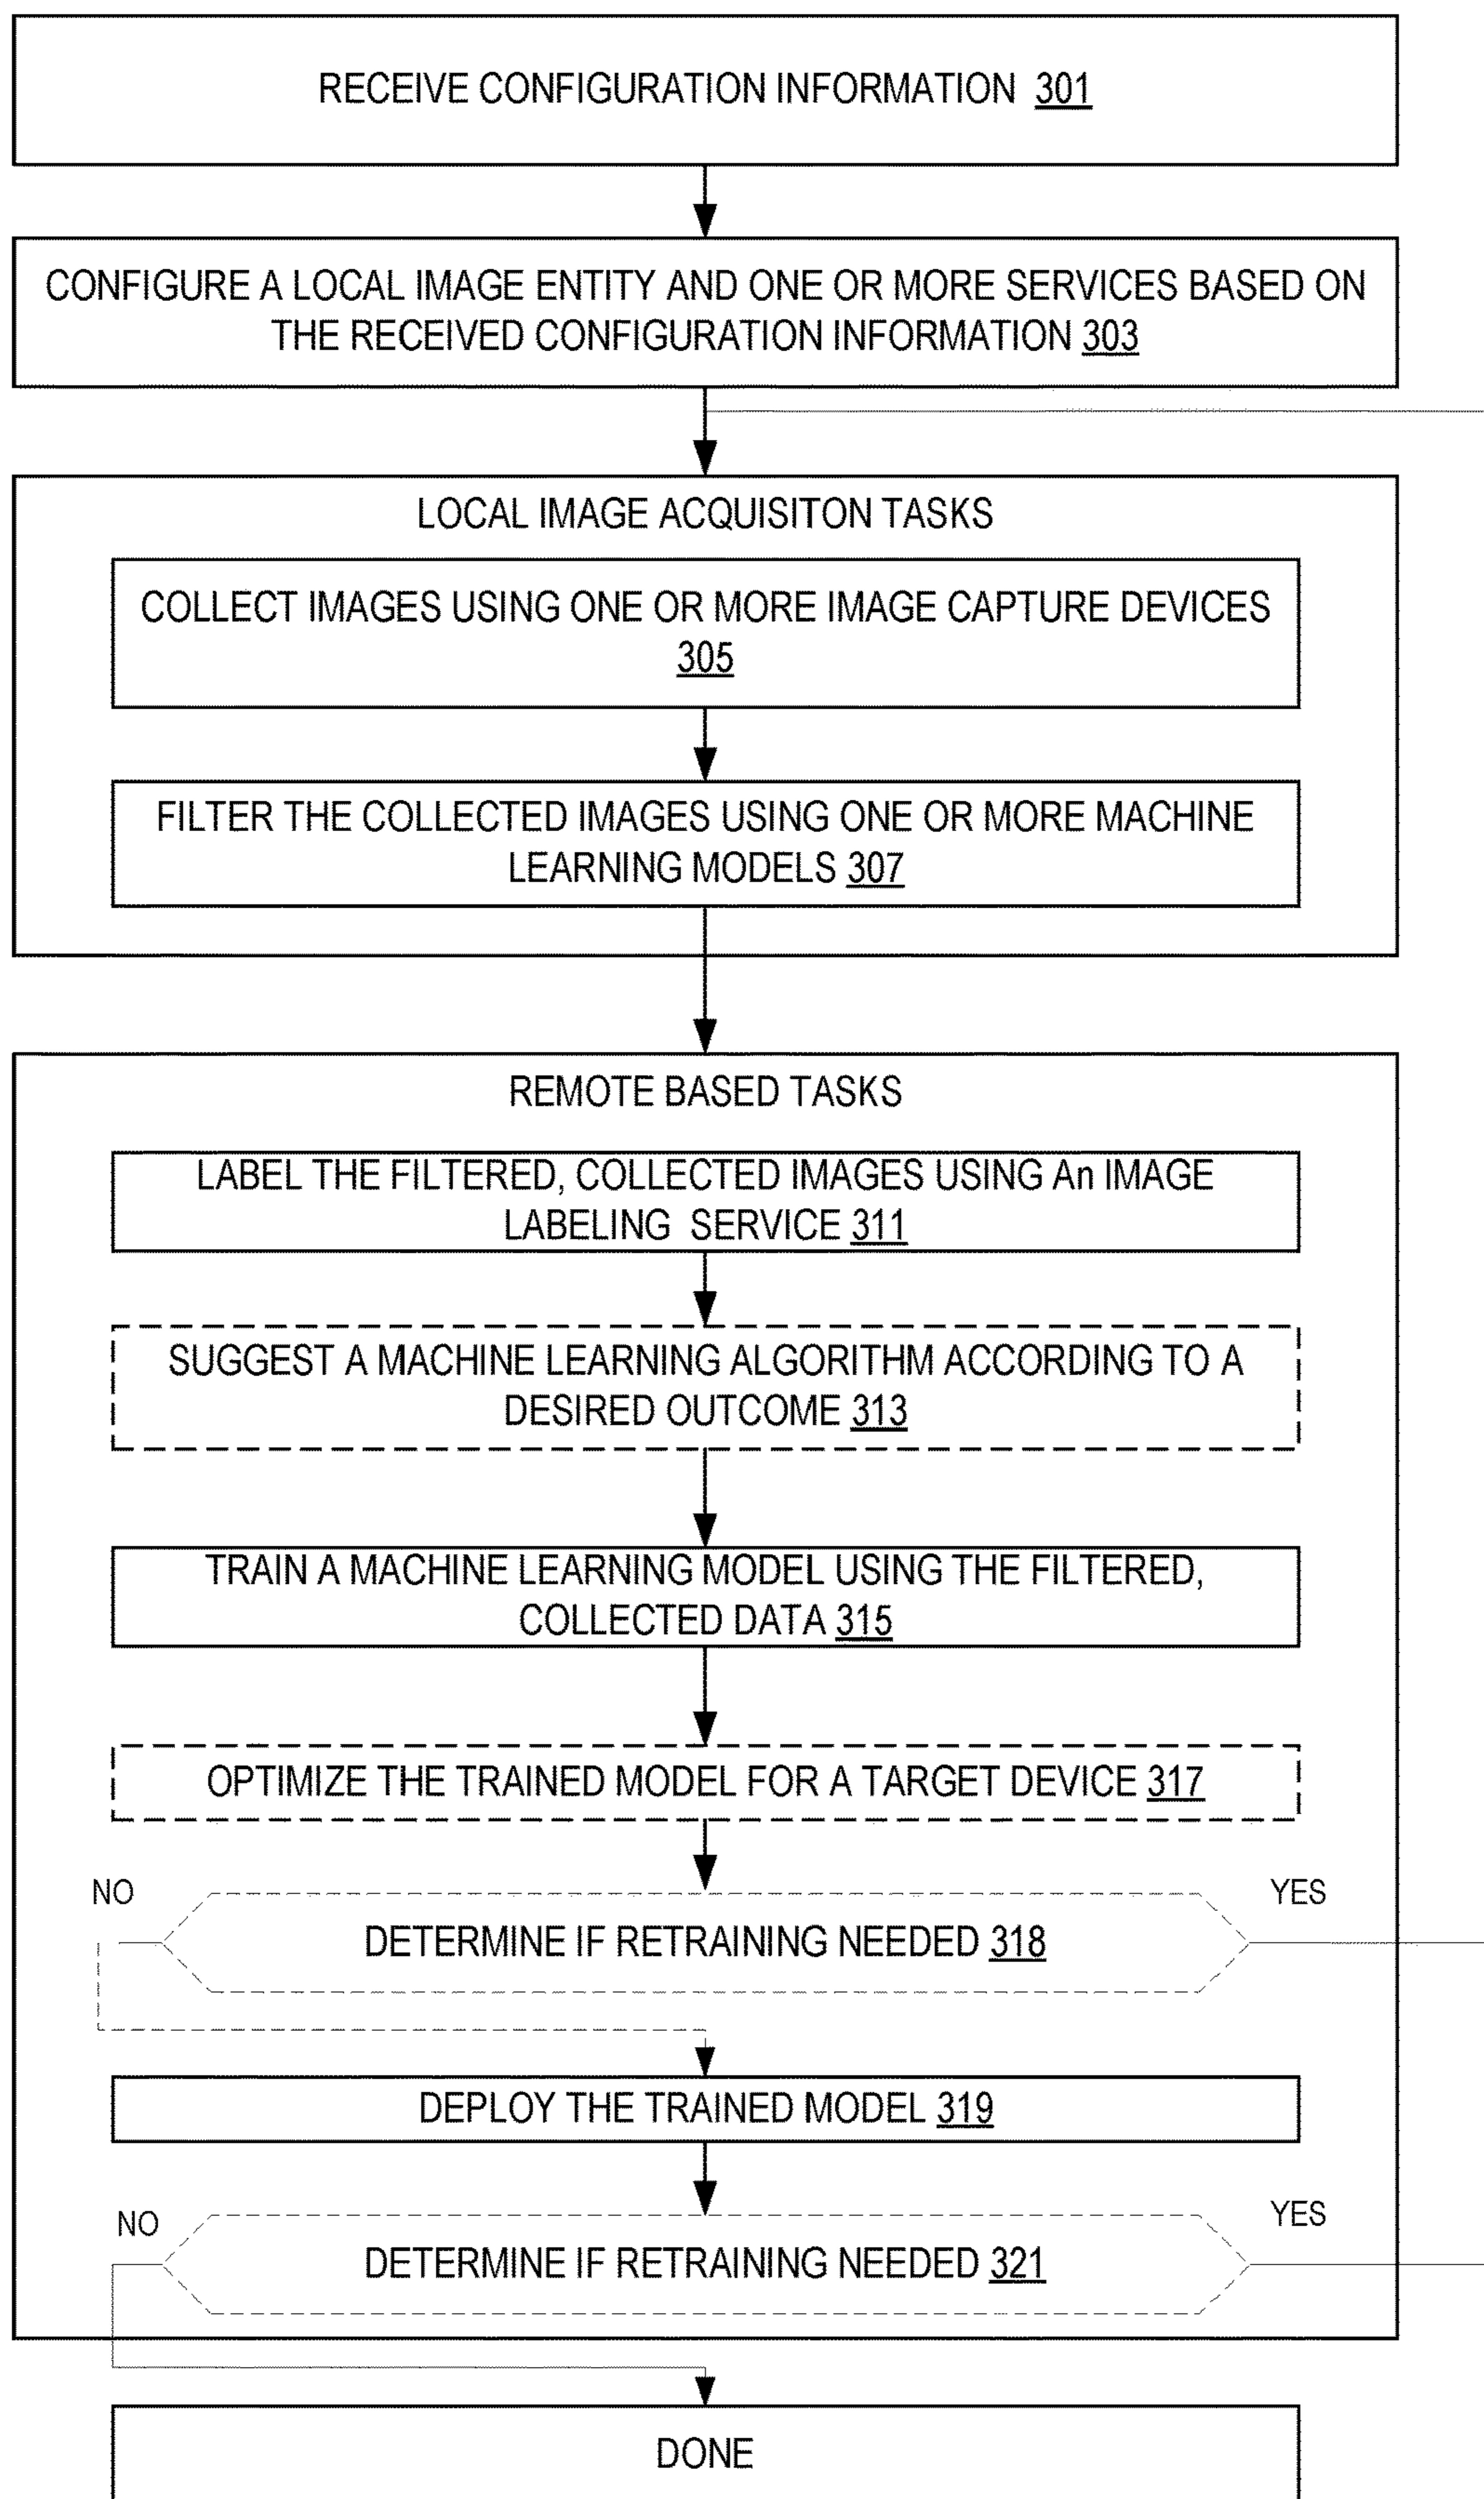 RECEIVE CONFIGURATION INFORMATION 301
CONFIGURE A LOCAL IMAGE ENTITY AND ONE OR MORE SERVICES BASED ON
THE RECEIVED CONFIGURATION INFORMATION 303
LOCAL IMAGE ACQUISITON TASKS
COLLECT IMAGES USING ONE OR MORE IMAGE CAPTURE DEVICES
305
FILTER THE COLLECTED IMAGES USING ONE OR MORE MACHINE
LEARNING MODELS 307
REMOTE BASED TASKS
LABEL THE FILTERED, COLLECTED IMAGES USING An IMAGE
LABELING SERVICE 311
SUGGEST A MACHINE LEARNING ALGORITHM ACCORDING TO A
DESIRED OUTCOME 313
TRAIN A MACHINE LEARNING MODEL USING THE FILTERED,
COLLECTED DATA 315
OPTIMIZE THE TRAINED MODEL FOR A TARGET DEVICE 317
NO
YES
DETERMINE IF RETRAINING NEEDED 318
DEPLOY THE TRAINED MODEL 319
NO
YES
DETERMINE IF RETRAINING NEEDED 321
DONE